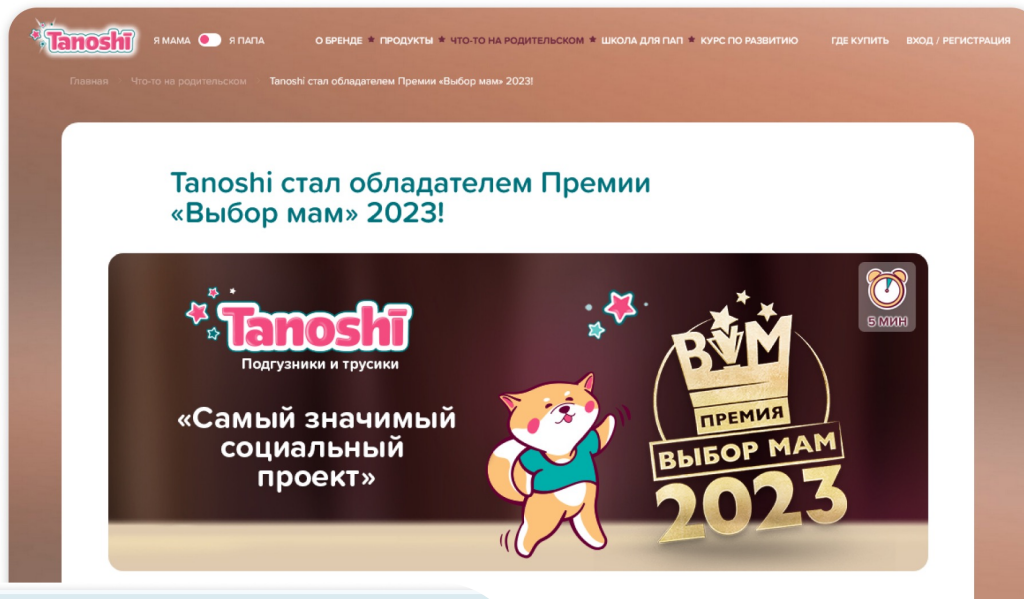 Tanoshi
Я МАМА Я ПАПА
О БРЕНДЕ ★ ПРОДУКТЫ ★ ЧТО-ТО НА РОДИТЕЛЬСКОМ ★ ШКОЛА ДЛЯ ПАП ★ КУРС ПО РАЗВИТИЮ
ГДЕ КУПИТЬ ВХОД / РЕГИСТРАЦИЯ
Главная Что-то на родительском Tanoshi стал обладателем Премии «Выбор мам» 2023!
Tanoshi стал обладателем Премии
«Выбор мам» 2023!
Tanoshi
Подгузники и трусики
«Самый значимый
социальный
проект»
ВМ
ПРЕМИЯ
ВЫБОР МАМ
2023
5 МИН